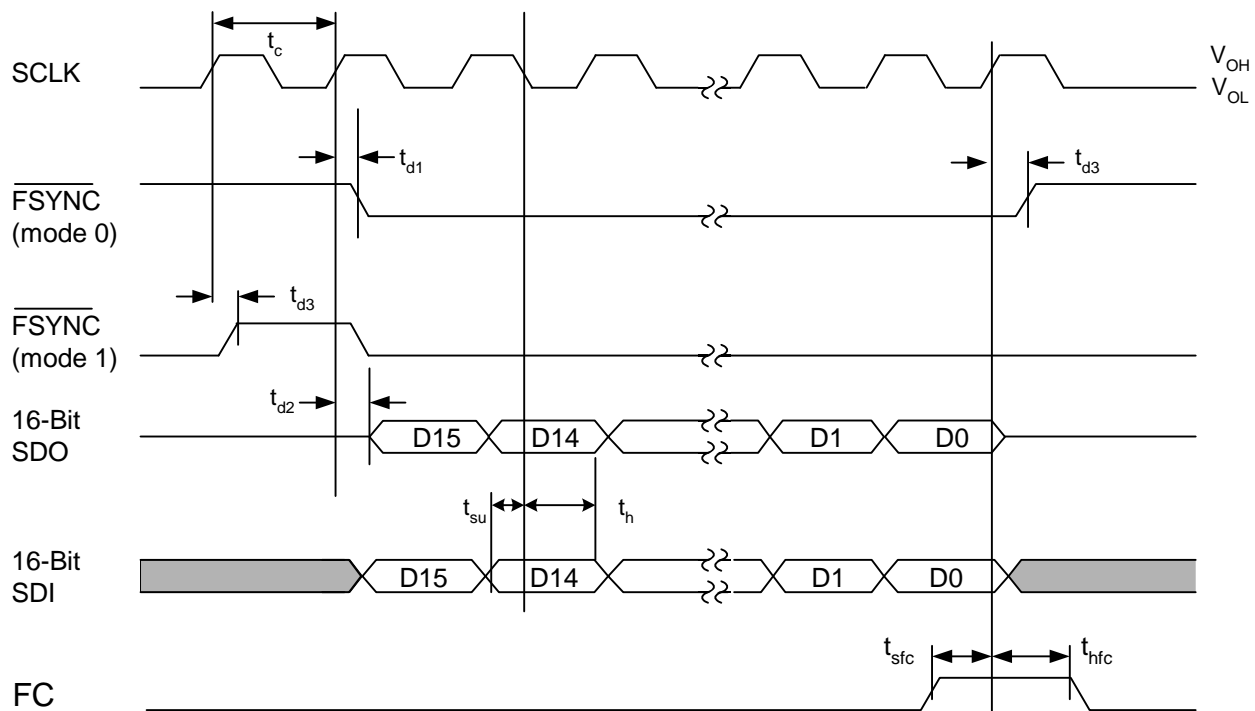 t_c
SCLK
V_OH
V_OL
t_d1
t_d3
FSYNC
(mode 0)
t_d3
FSYNC
(mode 1)
t_d2
16-Bit
SDO
D15 D14 D1 D0
t_su t_h
16-Bit
SDI
D15 D14 D1 D0
t_sfc t_hfc
FC